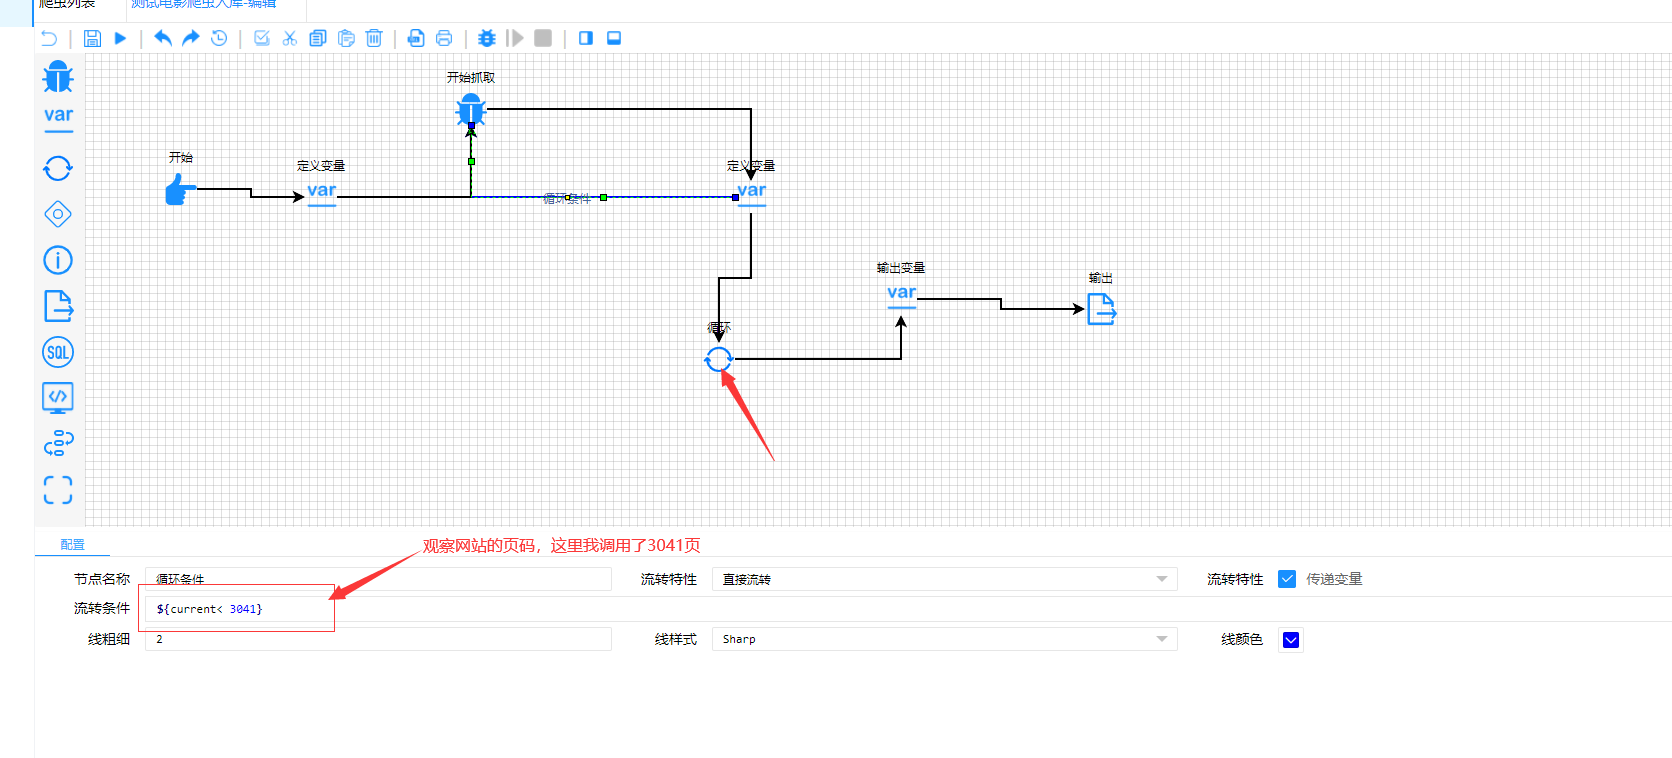 爬虫列表
测试电影爬虫入库-编辑
开始抓取
var
开始
定义变量
var
定义变量
var
循环条件
输出变量
var
输出
循环
SQL
配置
观察网站的页码，这里我调用了3041页
节点名称
循环条件
流转特性
直接流转
流转特性
传递变量
流转条件
${current< 3041}
线粗细
2
线样式
Sharp
线颜色